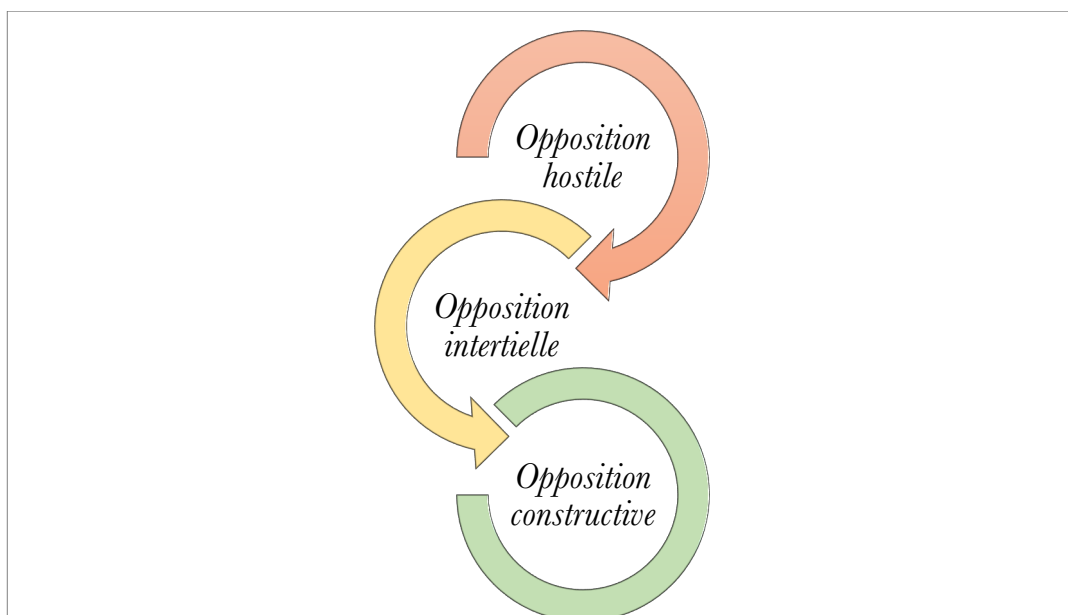 Opposition
hostile
Opposition
intertielle
Opposition
constructive